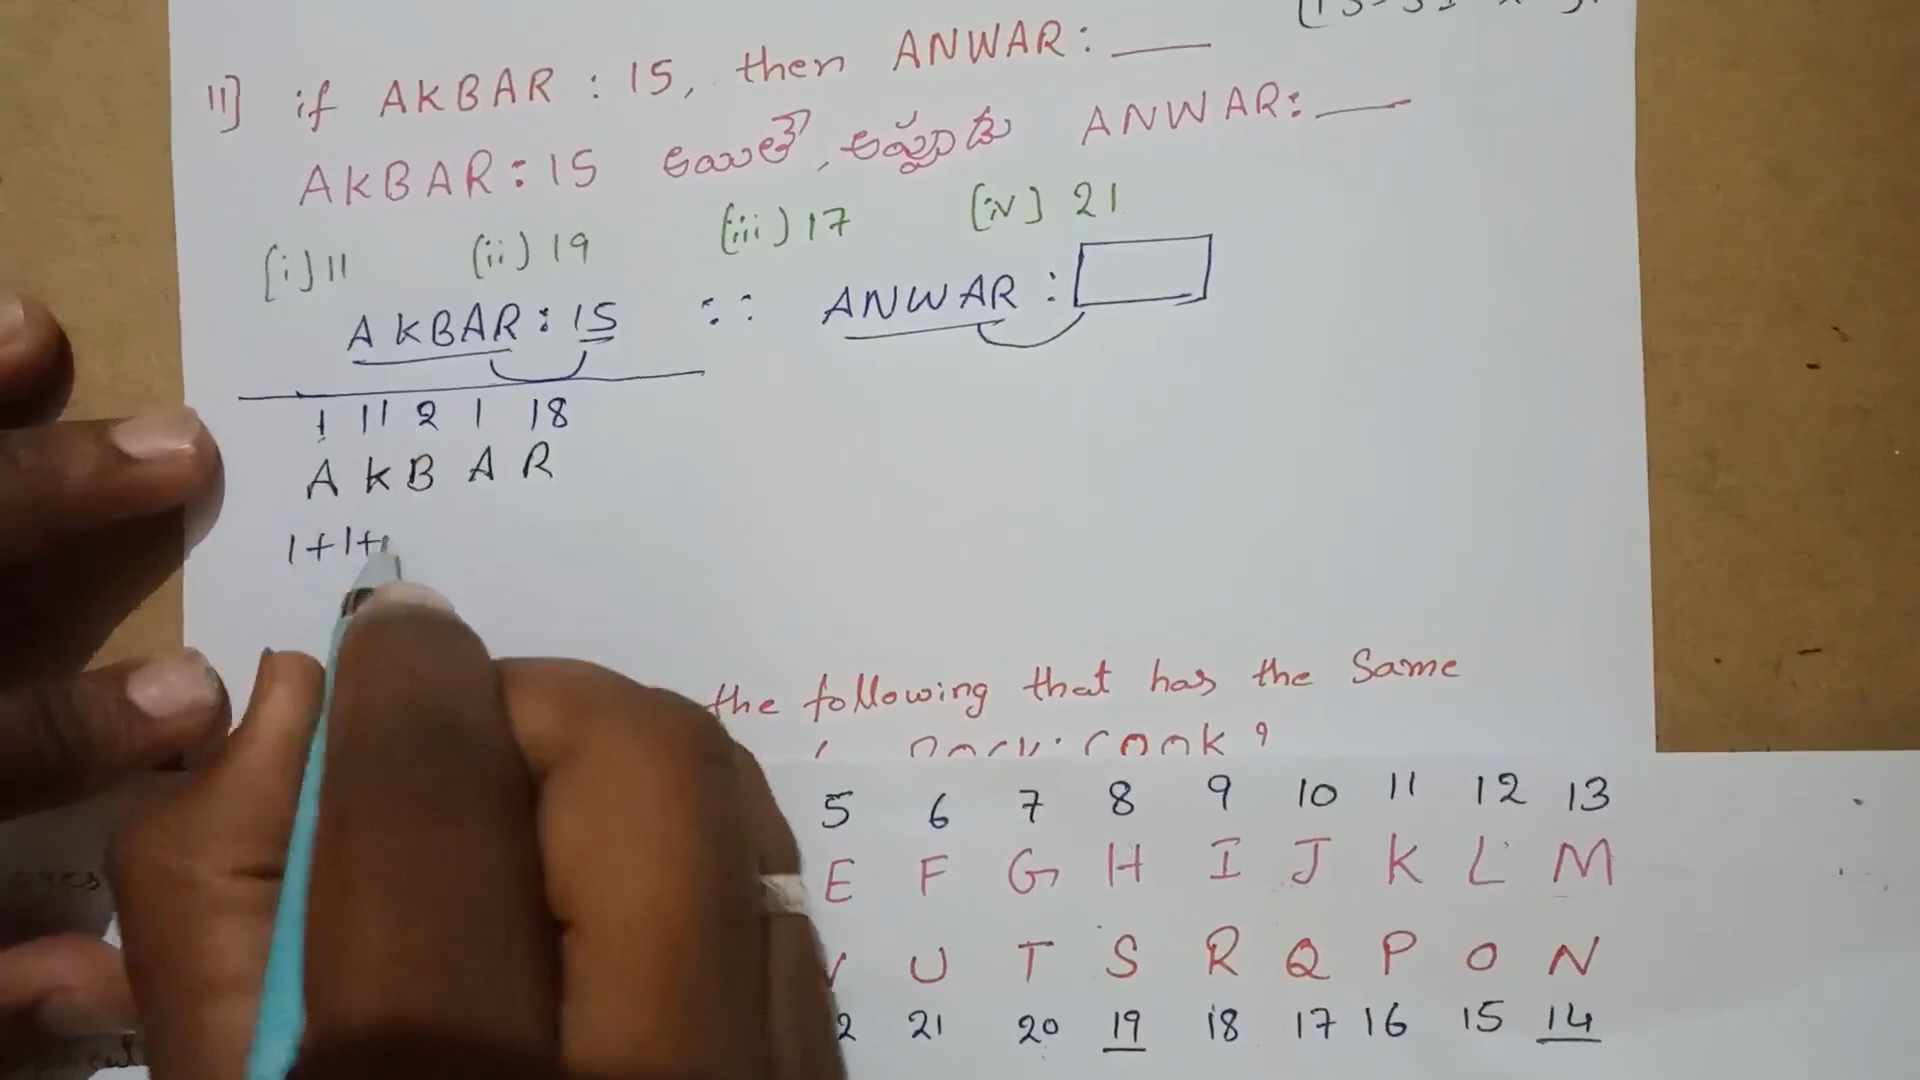 11] if AKBAR : 15, then ANWAR: ___
AKBAR: 15 అయితే, అప్పుడు ANWAR: ___
(i) 11 (ii) 19 (iii) 17 (iv) 21
AKBAR: 15 :: ANWAR:
1 11 2 1 18
A K B A R
1+1+
the following that has the same
5 6 7 8 9 10 11 12 13
E F G H I J K L M
U T S R Q P O N
21 20 19 18 17 16 15 14